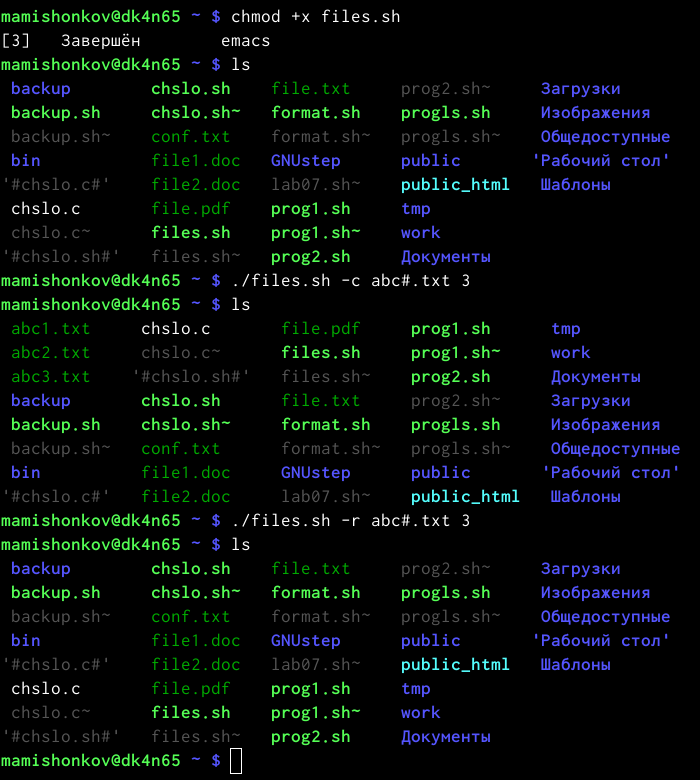 mamishonkov@dk4n65 ~ $ chmod +x files.sh
[3]   Завершён        emacs
mamishonkov@dk4n65 ~ $ ls
 backup        chslo.sh    file.txt     prog2.sh~     Загрузки
 backup.sh     chslo.sh~   format.sh    progls.sh     Изображения
 backup.sh~    conf.txt    format.sh~   progls.sh~    Общедоступные
 bin           file1.doc   GNUstep      public       'Рабочий стол'
'#chslo.c#'    file2.doc   lab07.sh~    public_html   Шаблоны
 chslo.c       file.pdf    prog1.sh     tmp
 chslo.c~      files.sh    prog1.sh~    work
'#chslo.sh#'   files.sh~   prog2.sh     Документы
mamishonkov@dk4n65 ~ $ ./files.sh -c abc#.txt 3
mamishonkov@dk4n65 ~ $ ls
 abc1.txt     chslo.c       file.pdf     prog1.sh      tmp
 abc2.txt     chslo.c~      files.sh     prog1.sh~     work
 abc3.txt    '#chslo.sh#'   files.sh~    prog2.sh      Документы
 backup       chslo.sh      file.txt     prog2.sh~     Загрузки
 backup.sh    chslo.sh~     format.sh    progls.sh     Изображения
 backup.sh~   conf.txt      format.sh~   progls.sh~    Общедоступные
 bin          file1.doc     GNUstep      public       'Рабочий стол'
'#chslo.c#'   file2.doc     lab07.sh~    public_html   Шаблоны
mamishonkov@dk4n65 ~ $ ./files.sh -r abc#.txt 3
mamishonkov@dk4n65 ~ $ ls
 backup        chslo.sh    file.txt     prog2.sh~     Загрузки
 backup.sh     chslo.sh~   format.sh    progls.sh     Изображения
 backup.sh~    conf.txt    format.sh~   progls.sh~    Общедоступные
 bin           file1.doc   GNUstep      public       'Рабочий стол'
'#chslo.c#'    file2.doc   lab07.sh~    public_html   Шаблоны
 chslo.c       file.pdf    prog1.sh     tmp
 chslo.c~      files.sh    prog1.sh~    work
'#chslo.sh#'   files.sh~   prog2.sh     Документы
mamishonkov@dk4n65 ~ $